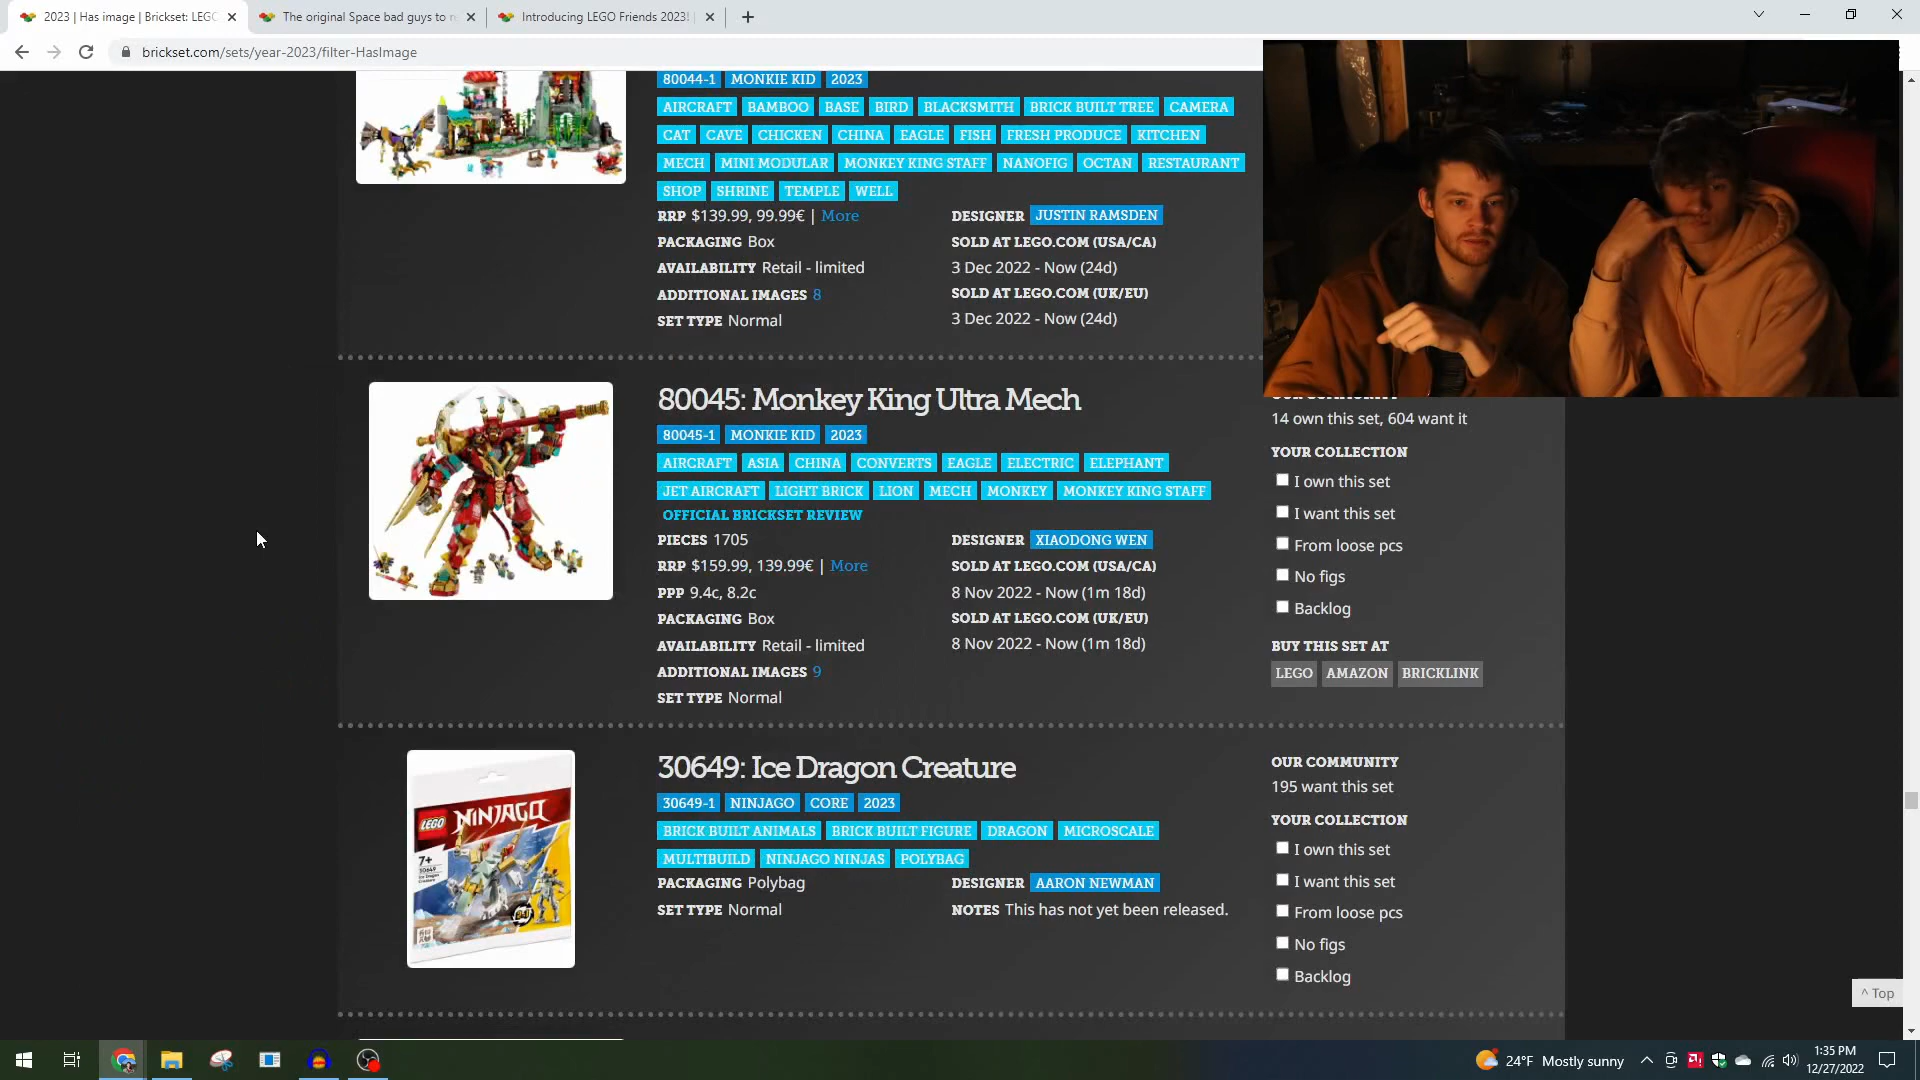 2023 | Has image | Brickset: LEGO
The original Space bad guys to r
Introducing LEGO Friends 2023! |
brickset.com/sets/year-2023/filter-HasImage
80044-1 MONKIE KID 2023
AIRCRAFT BAMBOO BASE BIRD BLACKSMITH BRICK BUILT TREE CAMERA
CAT CAVE CHICKEN CHINA EAGLE FISH FRESH PRODUCE KITCHEN
MECH MINI MODULAR MONKEY KING STAFF NANOFIG OCTAN RESTAURANT
SHOP SHRINE TEMPLE WELL
RRP $139.99, 99.99€ | More
PACKAGING Box
AVAILABILITY Retail - limited
ADDITIONAL IMAGES 8
SET TYPE Normal
DESIGNER JUSTIN RAMSDEN
SOLD AT LEGO.COM (USA/CA)
3 Dec 2022 - Now (24d)
SOLD AT LEGO.COM (UK/EU)
3 Dec 2022 - Now (24d)
80045: Monkey King Ultra Mech
80045-1 MONKIE KID 2023
AIRCRAFT ASIA CHINA CONVERTS EAGLE ELECTRIC ELEPHANT
JET AIRCRAFT LIGHT BRICK LION MECH MONKEY MONKEY KING STAFF
OFFICIAL BRICKSET REVIEW
PIECES 1705
RRP $159.99, 139.99€ | More
PPP 9.4c, 8.2c
PACKAGING Box
AVAILABILITY Retail - limited
ADDITIONAL IMAGES 9
SET TYPE Normal
DESIGNER XIAODONG WEN
SOLD AT LEGO.COM (USA/CA)
8 Nov 2022 - Now (1m 18d)
SOLD AT LEGO.COM (UK/EU)
8 Nov 2022 - Now (1m 18d)
14 own this set, 604 want it
YOUR COLLECTION
I own this set
I want this set
From loose pcs
No figs
Backlog
BUY THIS SET AT
LEGO AMAZON BRICKLINK
LEGO NINJAGO
7+
30649
Ice Dragon
Creature
30649: Ice Dragon Creature
30649-1 NINJAGO CORE 2023
BRICK BUILT ANIMALS BRICK BUILT FIGURE DRAGON MICROSCALE
MULTIBUILD NINJAGO NINJAS POLYBAG
PACKAGING Polybag
SET TYPE Normal
DESIGNER AARON NEWMAN
NOTES This has not yet been released.
OUR COMMUNITY
195 want this set
YOUR COLLECTION
I own this set
I want this set
From loose pcs
No figs
Backlog
^ Top
24°F Mostly sunny
1:35 PM
12/27/2022